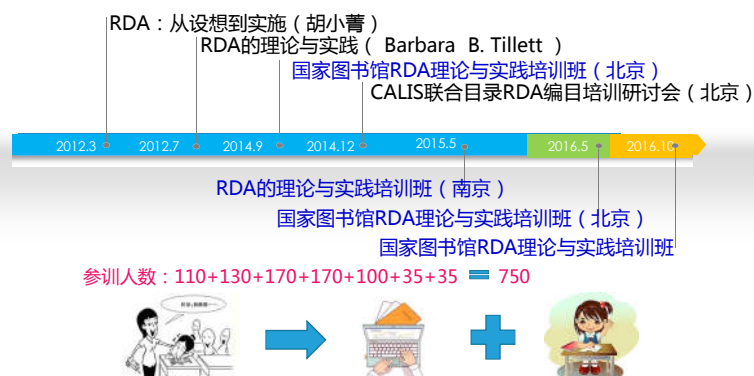 RDA：从设想到实施（胡小菁）
RDA的理论与实践（ Barbara B. Tillett ）
国家图书馆RDA理论与实践培训班（北京）
CALIS联合目录RDA编目培训研讨会（北京）
2012.3 2012.7 2014.9 2014.12 2015.5 2016.5 2016.10
RDA的理论与实践培训班（南京）
国家图书馆RDA理论与实践培训班（北京）
国家图书馆RDA理论与实践培训班
参训人数：110+130+170+170+100+35+35 = 750